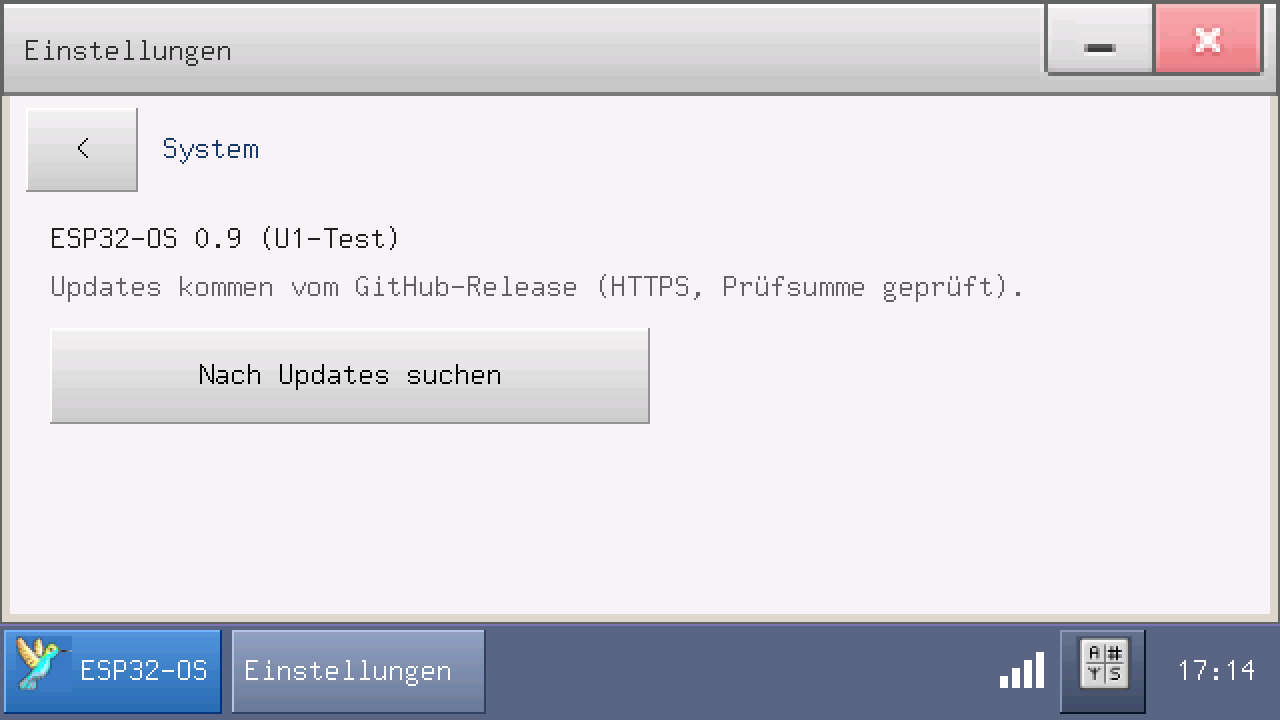 Einstellungen
<
System
ESP32-OS 0.9 (U1-Test)
Updates kommen vom GitHub-Release (HTTPS, Prüfsumme geprüft).
Nach Updates suchen
ESP32-OS
Einstellungen
A #
Y S
17:14